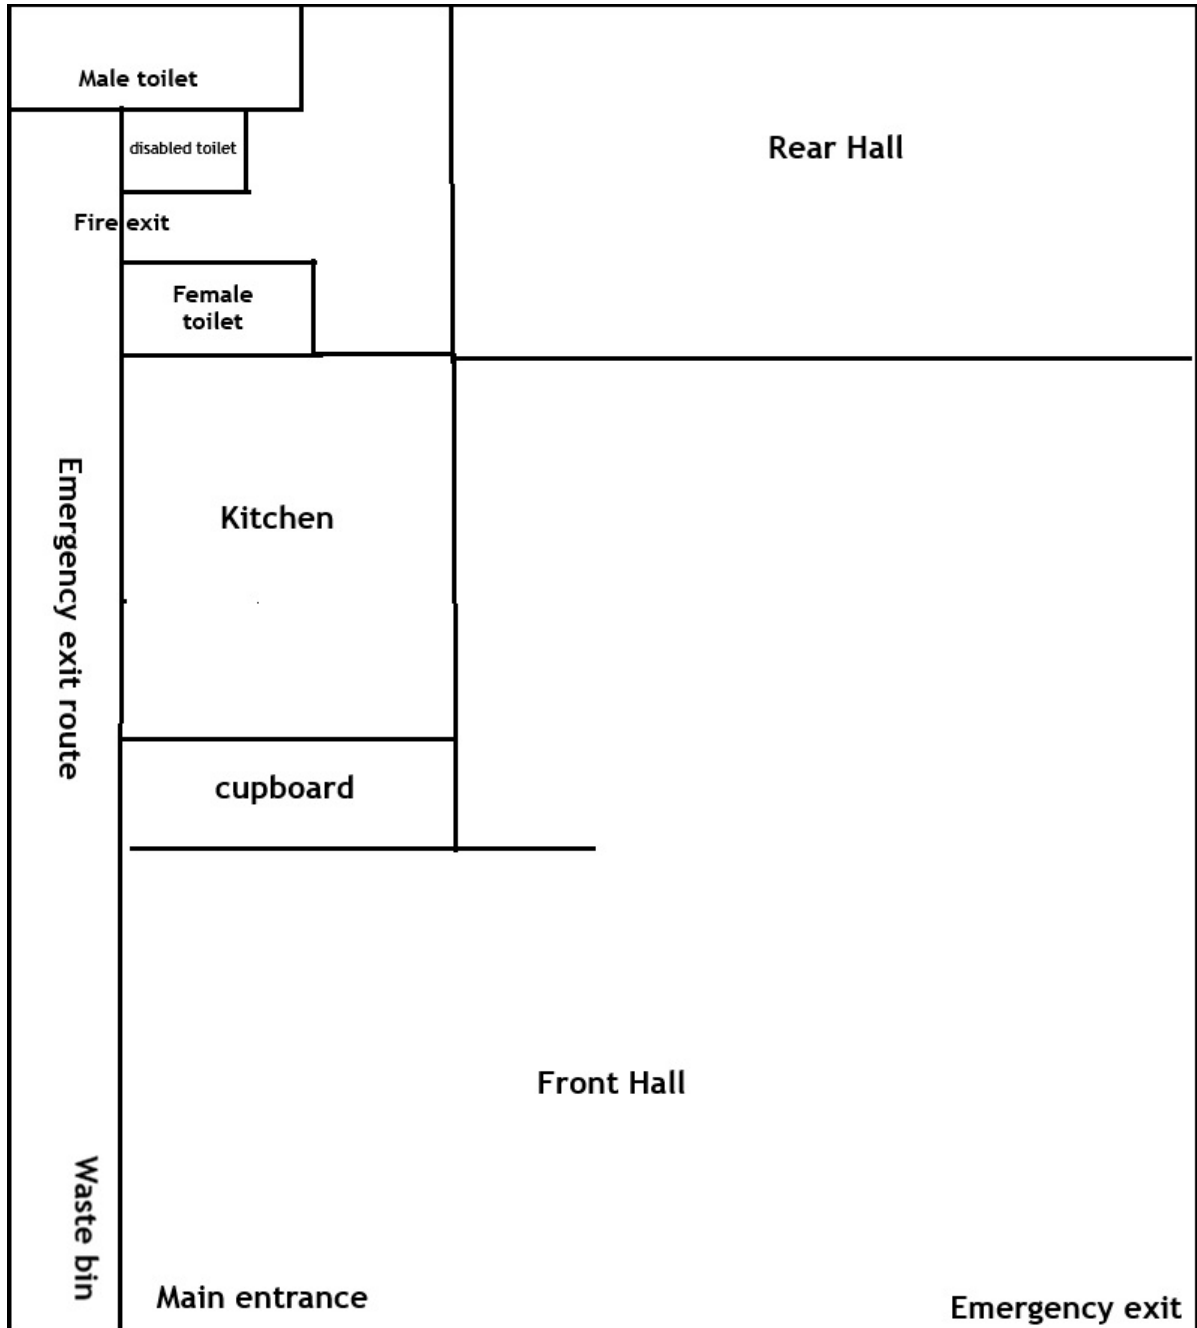 Male toilet
disabled toilet
Rear Hall
Fire exit
Female
toilet
Kitchen
Emergency exit route
cupboard
Front Hall
Waste bin
Main entrance
Emergency exit